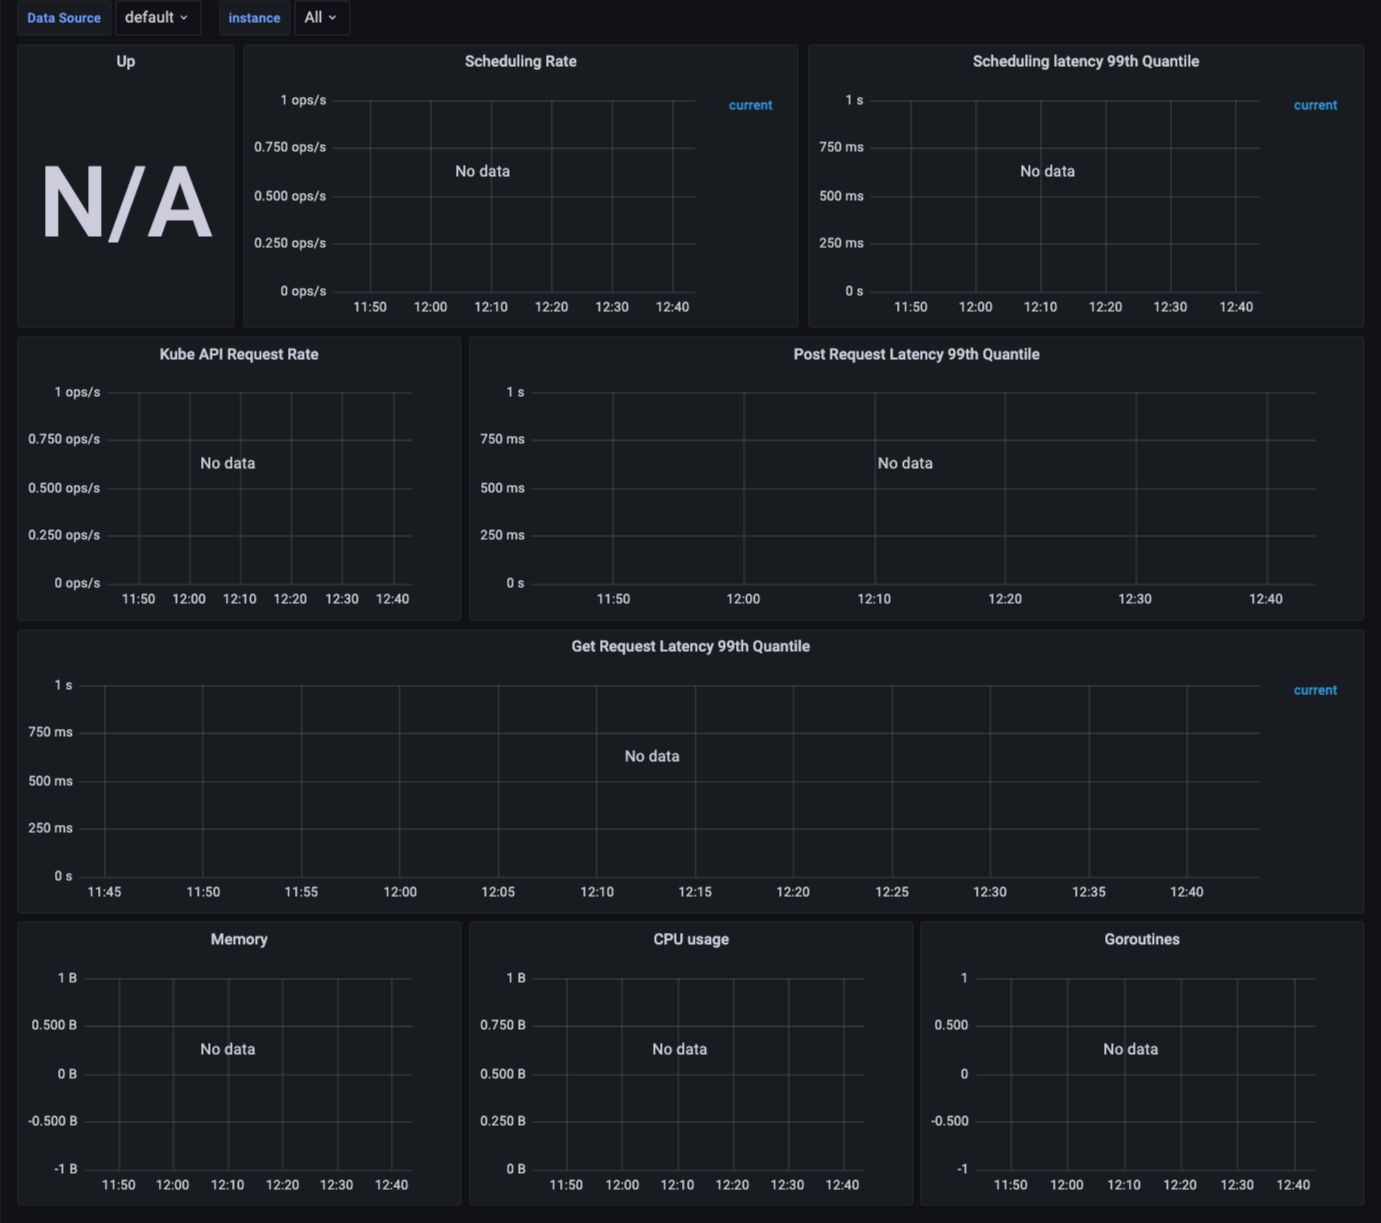 Data Source default instance All
Up
N/A
Scheduling Rate
1 ops/s
0.750 ops/s
0.500 ops/s
0.250 ops/s
0 ops/s
No data
11:50 12:00 12:10 12:20 12:30 12:40
current
Scheduling latency 99th Quantile
1 s
750 ms
500 ms
250 ms
0 s
No data
11:50 12:00 12:10 12:20 12:30 12:40
current
Kube API Request Rate
1 ops/s
0.750 ops/s
0.500 ops/s
0.250 ops/s
0 ops/s
No data
11:50 12:00 12:10 12:20 12:30 12:40
Post Request Latency 99th Quantile
1 s
750 ms
500 ms
250 ms
0 s
No data
11:50 12:00 12:10 12:20 12:30 12:40
Get Request Latency 99th Quantile
1 s
750 ms
500 ms
250 ms
0 s
No data
11:45 11:50 11:55 12:00 12:05 12:10 12:15 12:20 12:25 12:30 12:35 12:40
current
Memory
1 B
0.500 B
0 B
-0.500 B
-1 B
No data
11:50 12:00 12:10 12:20 12:30 12:40
CPU usage
1 B
0.750 B
0.500 B
0.250 B
0 B
No data
11:50 12:00 12:10 12:20 12:30 12:40
Goroutines
1
0.500
0
-0.500
-1
No data
11:50 12:00 12:10 12:20 12:30 12:40